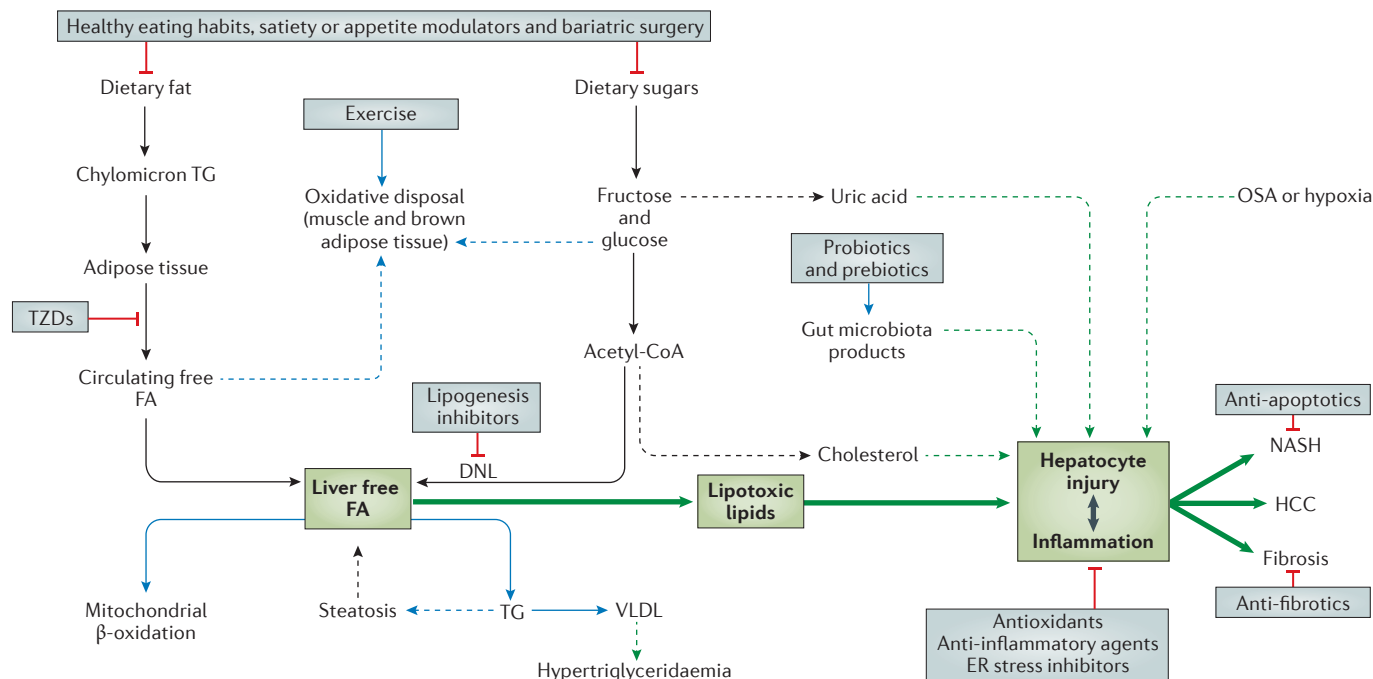 Healthy eating habits, satiety or appetite modulators and bariatric surgery
Dietary fat
Dietary sugars
Exercise
Chylomicron TG
Oxidative disposal
(muscle and brown
adipose tissue)
Fructose
and
glucose
Uric acid
OSA or hypoxia
Probiotics
and prebiotics
Adipose tissue
TZDs
Gut microbiota
products
Acetyl-CoA
Circulating free
FA
Lipogenesis
inhibitors
Anti-apoptotics
NASH
Cholesterol
DNL
Liver free
FA
Lipotoxic
lipids
Hepatocyte
injury
Inflammation
HCC
Fibrosis
Anti-fibrotics
Mitochondrial
β-oxidation
Steatosis
TG
VLDL
Hypertriglyceridaemia
Antioxidants
Anti-inflammatory agents
ER stress inhibitors